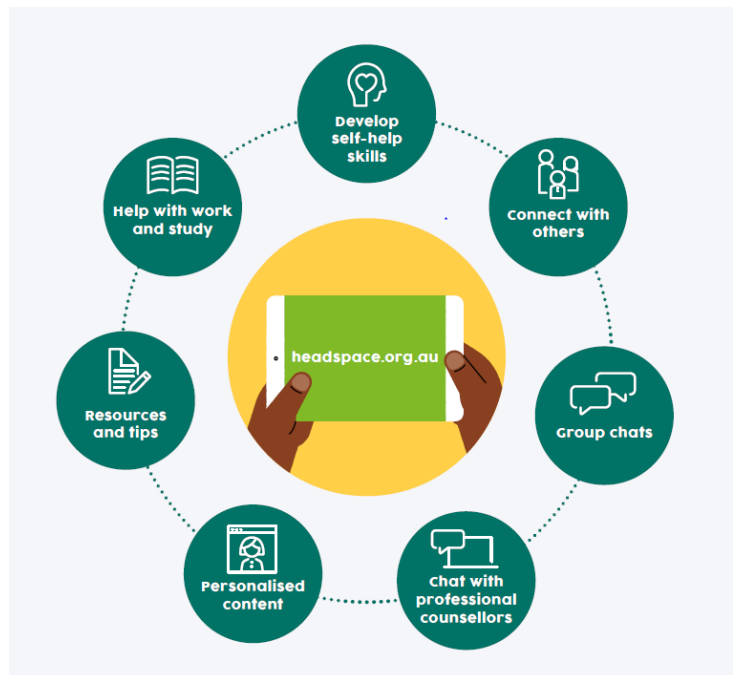 Develop
self-help
skills
Connect with
others
Group chats
Chat with
professional
counsellors
Personalised
content
Resources
and tips
Help with work
and study
headspace.org.au